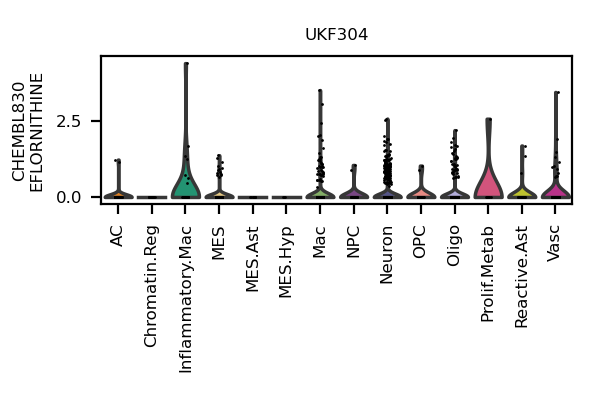 UKF304
CHEMBL830
EFLORNITHINE
2.5
0.0
AC
Chromatin.Reg
Inflammatory.Mac
MES
MES.Ast
MES.Hyp
Mac
NPC
Neuron
OPC
Oligo
Prolif.Metab
Reactive.Ast
Vasc